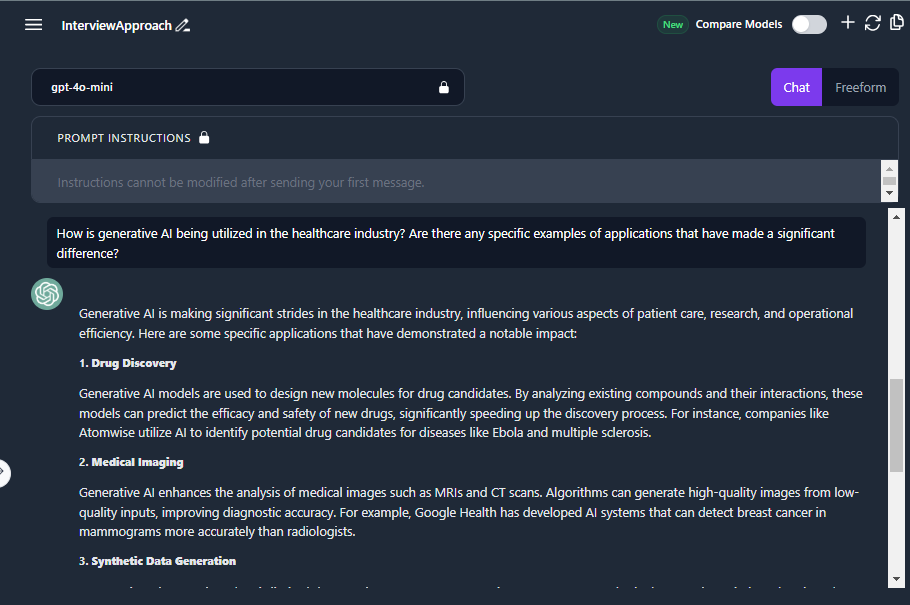 InterviewApproach
New Compare Models
gpt-4o-mini
Chat Freeform
PROMPT INSTRUCTIONS
Instructions cannot be modified after sending your first message.
How is generative AI being utilized in the healthcare industry? Are there any specific examples of applications that have made a significant
difference?
Generative AI is making significant strides in the healthcare industry, influencing various aspects of patient care, research, and operational
efficiency. Here are some specific applications that have demonstrated a notable impact:
1. Drug Discovery
Generative AI models are used to design new molecules for drug candidates. By analyzing existing compounds and their interactions, these
models can predict the efficacy and safety of new drugs, significantly speeding up the discovery process. For instance, companies like
Atomwise utilize AI to identify potential drug candidates for diseases like Ebola and multiple sclerosis.
2. Medical Imaging
Generative AI enhances the analysis of medical images such as MRIs and CT scans. Algorithms can generate high-quality images from low-
quality inputs, improving diagnostic accuracy. For example, Google Health has developed AI systems that can detect breast cancer in
mammograms more accurately than radiologists.
3. Synthetic Data Generation